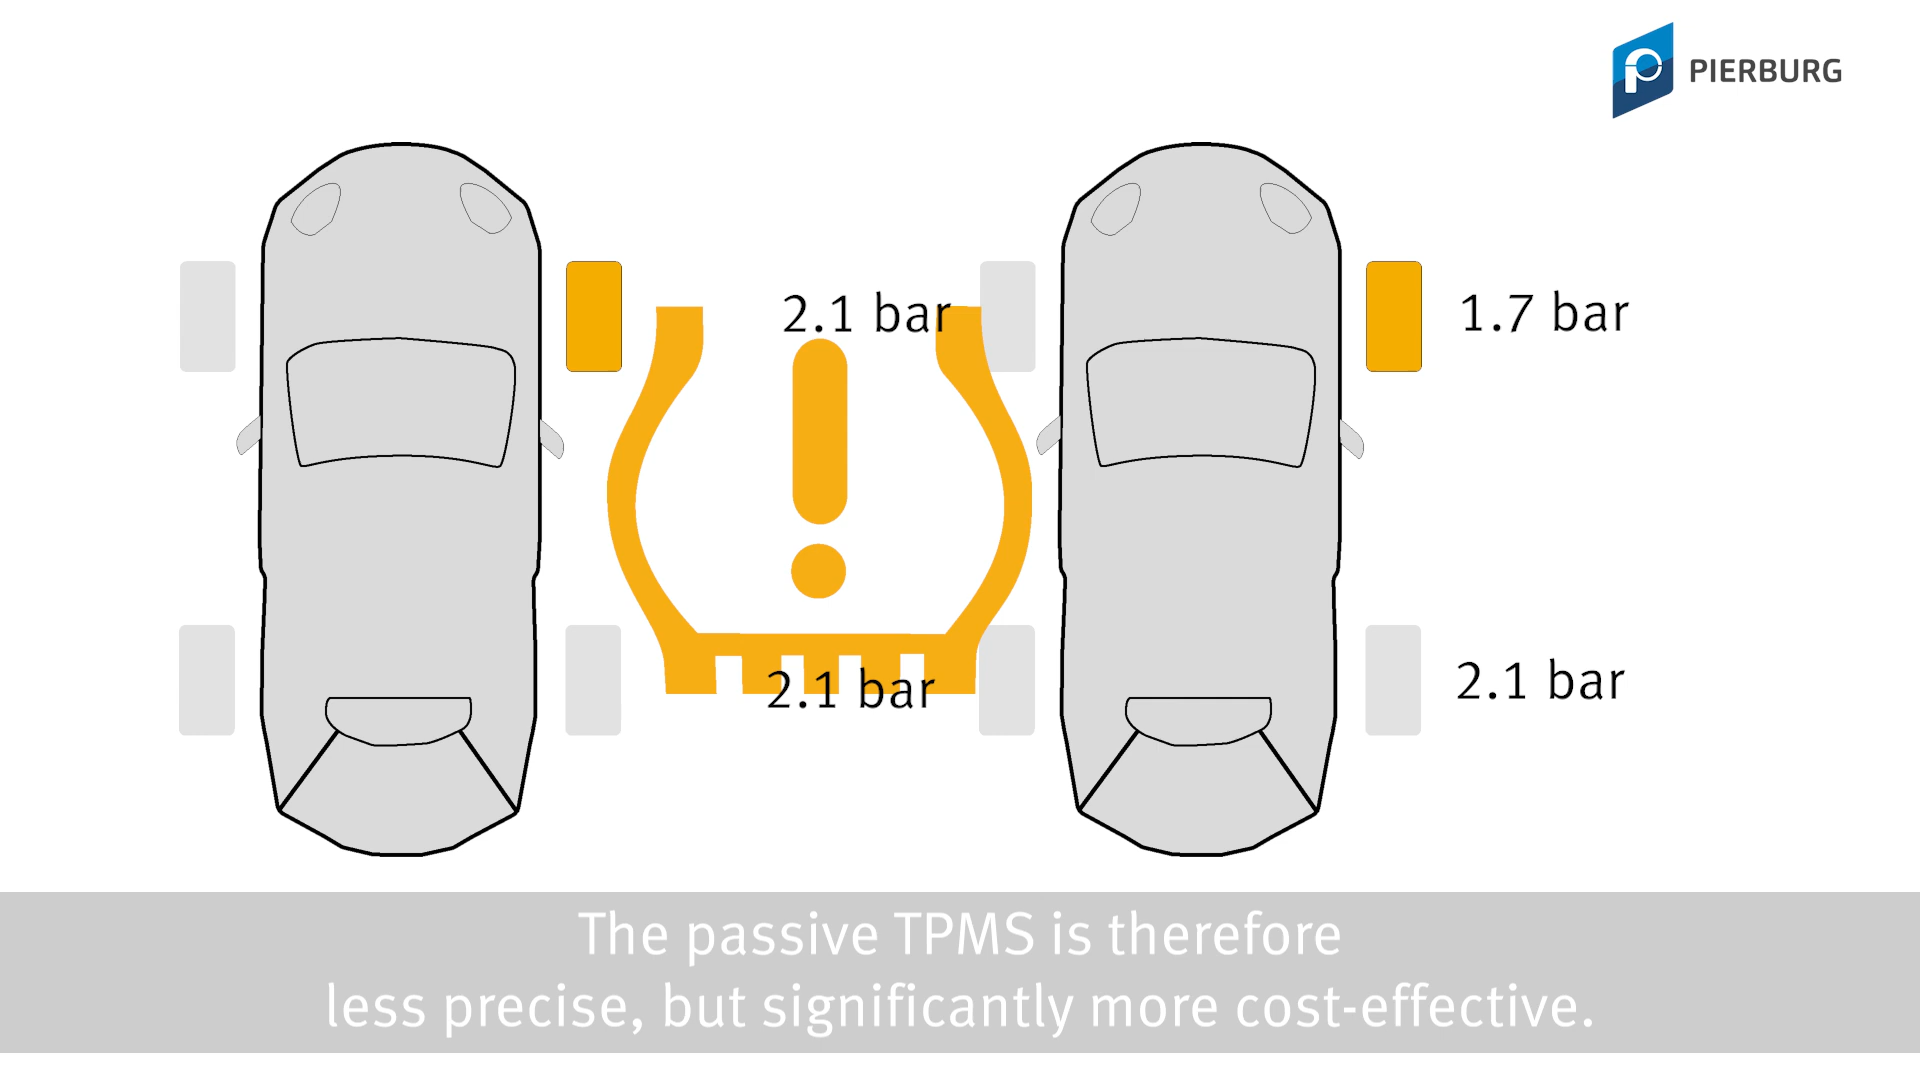 PIERBURG
2.1 bar
1.7 bar
2.1 bar
2.1 bar
The passive TPMS is therefore
less precise, but significantly more cost-effective.